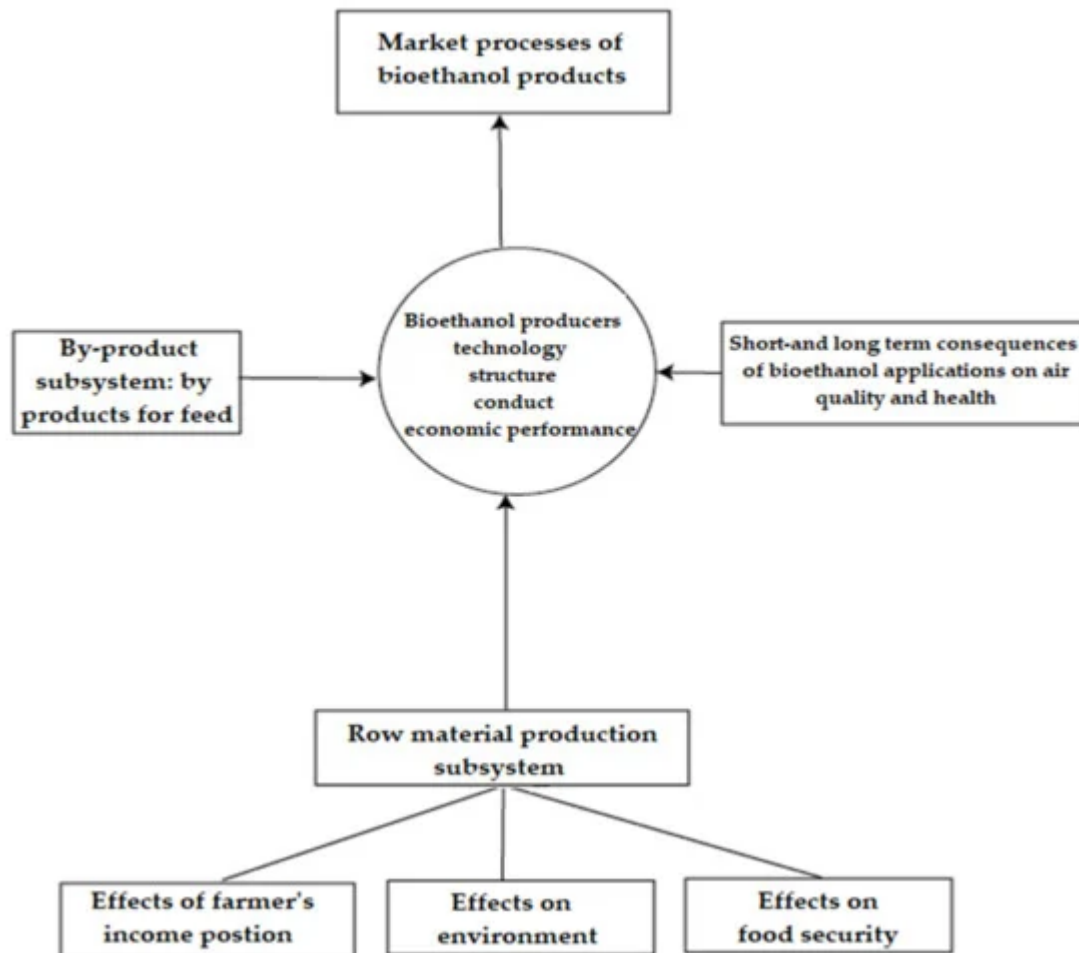 Market processes of
bioethanol products
Bioethanol producers
technology
structure
conduct
economic performance
By-product
subsystem: by
products for feed
Short-and long term consequences
of bioethanol applications on air
quality and health
Row material production
subsystem
Effects of farmer's
income postion
Effects on
environment
Effects on
food security